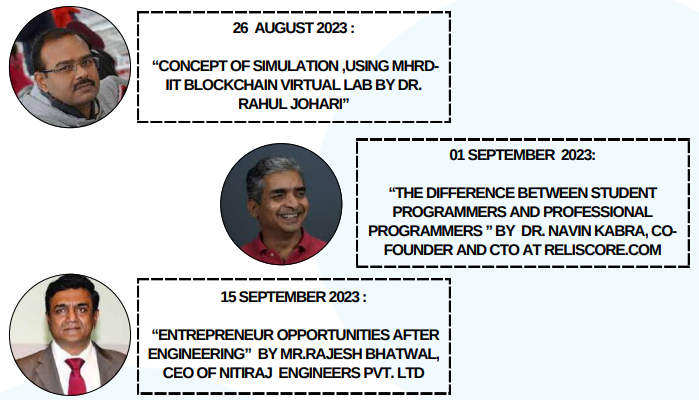 26 AUGUST 2023 :
“CONCEPT OF SIMULATION ,USING MHRD-
IIT BLOCKCHAIN VIRTUAL LAB BY DR.
RAHUL JOHARI”
01 SEPTEMBER 2023:
“THE DIFFERENCE BETWEEN STUDENT
PROGRAMMERS AND PROFESSIONAL
PROGRAMMERS ” BY DR. NAVIN KABRA, CO-
FOUNDER AND CTO AT RELISCORE.COM
15 SEPTEMBER 2023 :
“ENTREPRENEUR OPPORTUNITIES AFTER
ENGINEERING” BY MR.RAJESH BHATWAL,
CEO OF NITIRAJ ENGINEERS PVT. LTD